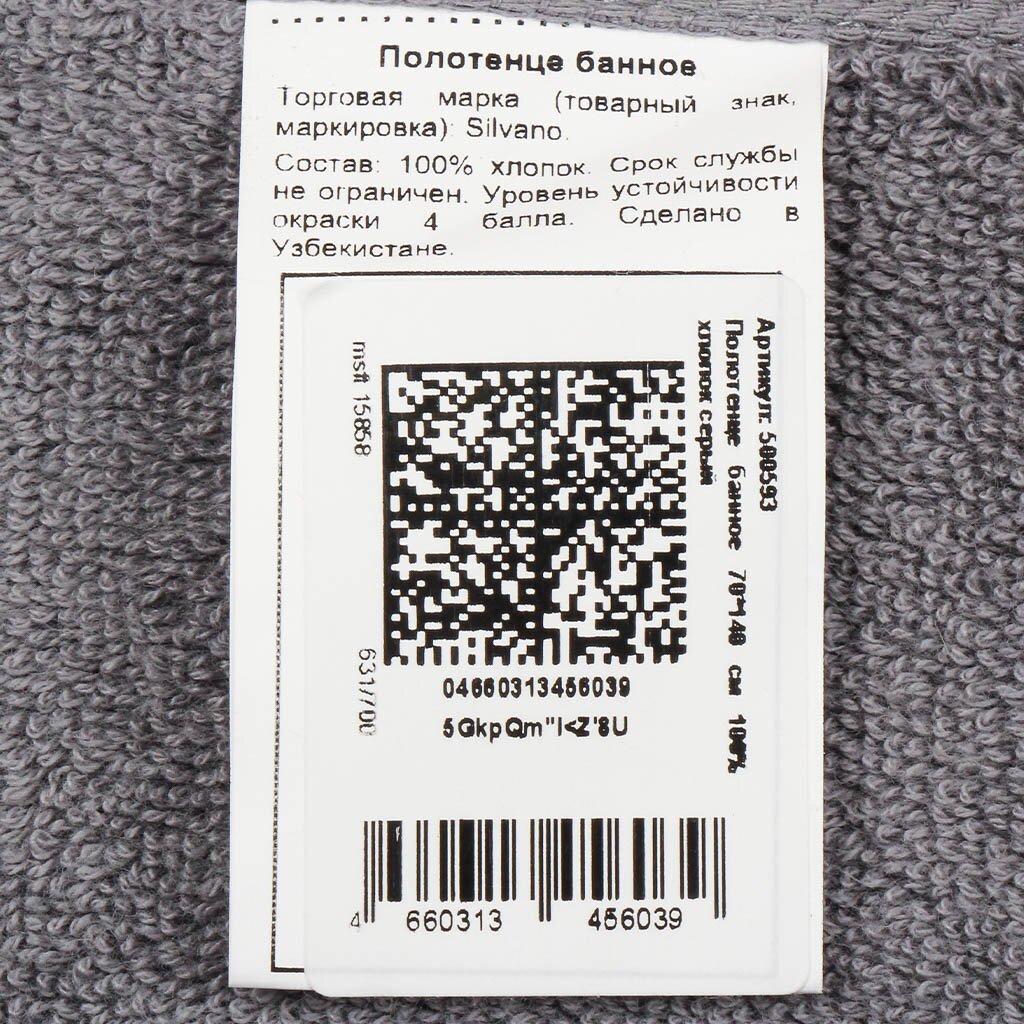 Полотенце банное
Торговая марка (товарный знак,
маркировка): Silvano.
Состав: 100% хлопок. Срок службы
не ограничен. Уровень устойчивости
окраски 4 балла. Сделано в
Узбекистане.
Артикул: 500593
Полотенце банное 70*140 см 100%
хлопок серый
msft 15858
631/700
04660313456039
5GkpQm"I<Z'8U
4 660313 456039